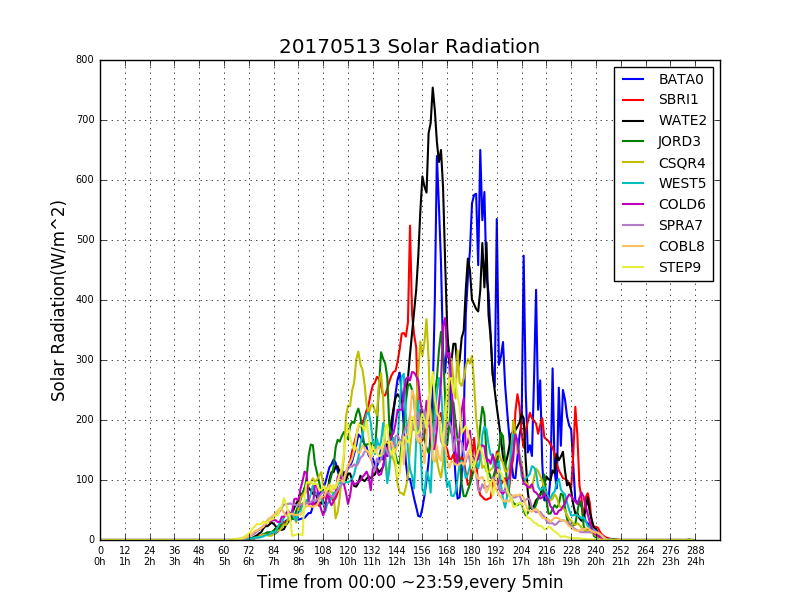 20170513 Solar Radiation
800
700
600
500
400
300
200
100
0
Solar Radiation(W/m^2)
BATA0
SBRI1
WATE2
JORD3
CSQR4
WEST5
COLD6
SPRA7
COBL8
STEP9
0 12 24 36 48 60 72 84 96 108 120 132 144 156 168 180 192 204 216 228 240 252 264 276 288
0h 1h 2h 3h 4h 5h 6h 7h 8h 9h 10h 11h 12h 13h 14h 15h 16h 17h 18h 19h 20h 21h 22h 23h 24h
Time from 00:00 ~23:59,every 5min